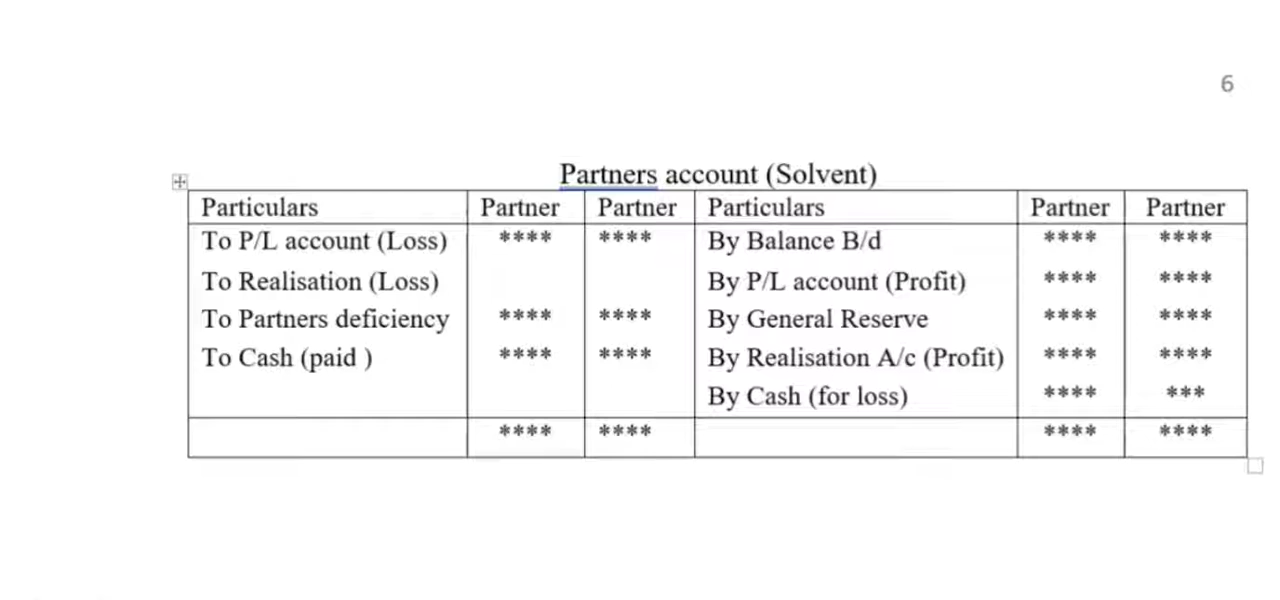 6
Partners account (Solvent)
Particulars Partner Partner Particulars Partner Partner
To P/L account (Loss) **** **** By Balance B/d **** ****
To Realisation (Loss) By P/L account (Profit) **** ****
To Partners deficiency **** **** By General Reserve **** ****
To Cash (paid ) **** **** By Realisation A/c (Profit) **** ****
By Cash (for loss) **** ***
**** **** **** ****